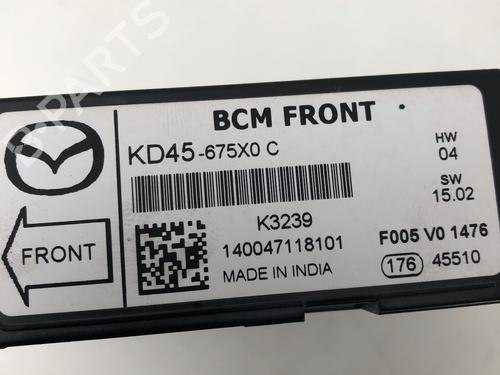 BCM FRONT
KD45-675X0 C
HW
04
SW
15.02
K3239
140047118101
MADE IN INDIA
F005 V0 1476
176 45510
FRONT
B-PARTS